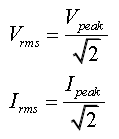 V_rms = V_peak / √2
I_rms = I_peak / √2